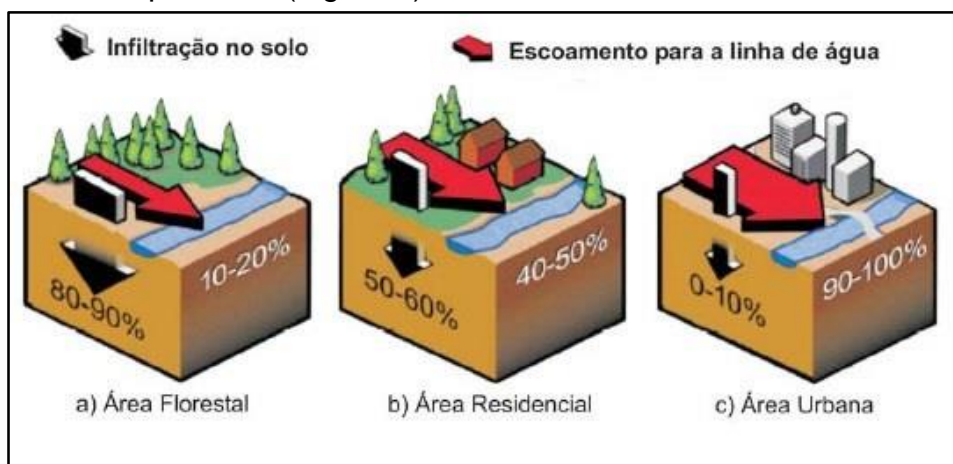 Infiltração no solo
Escoamento para a linha de água
80-90%
10-20%
50-60%
40-50%
0-10%
90-100%
a) Área Florestal
b) Área Residencial
c) Área Urbana